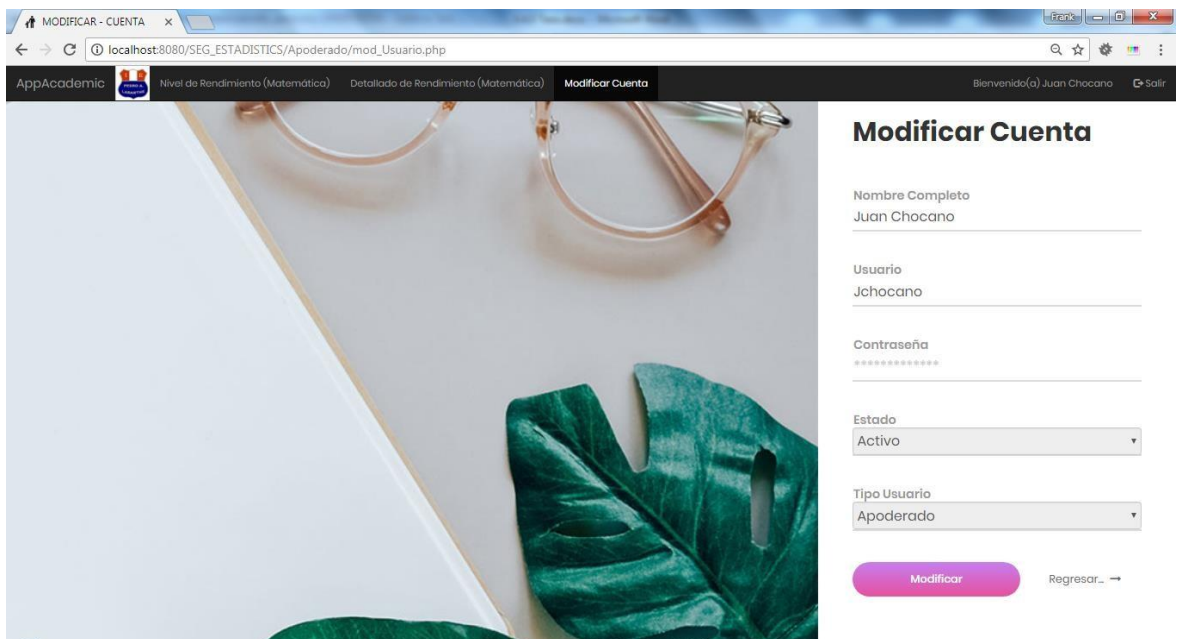 MODIFICAR - CUENTA
Frank
localhost:8080/SEG_ESTADISTICS/Apoderado/mod_Usuario.php
AppAcademic Nivel de Rendimiento (Matemática) Detallado de Rendimiento (Matemática) Modificar Cuenta Bienvenido(a) Juan Chocano Salir
Modificar Cuenta
Nombre Completo
Juan Chocano
Usuario
Jchocano
Contraseña
*************
Estado
Activo
Tipo Usuario
Apoderado
Modificar Regresar...